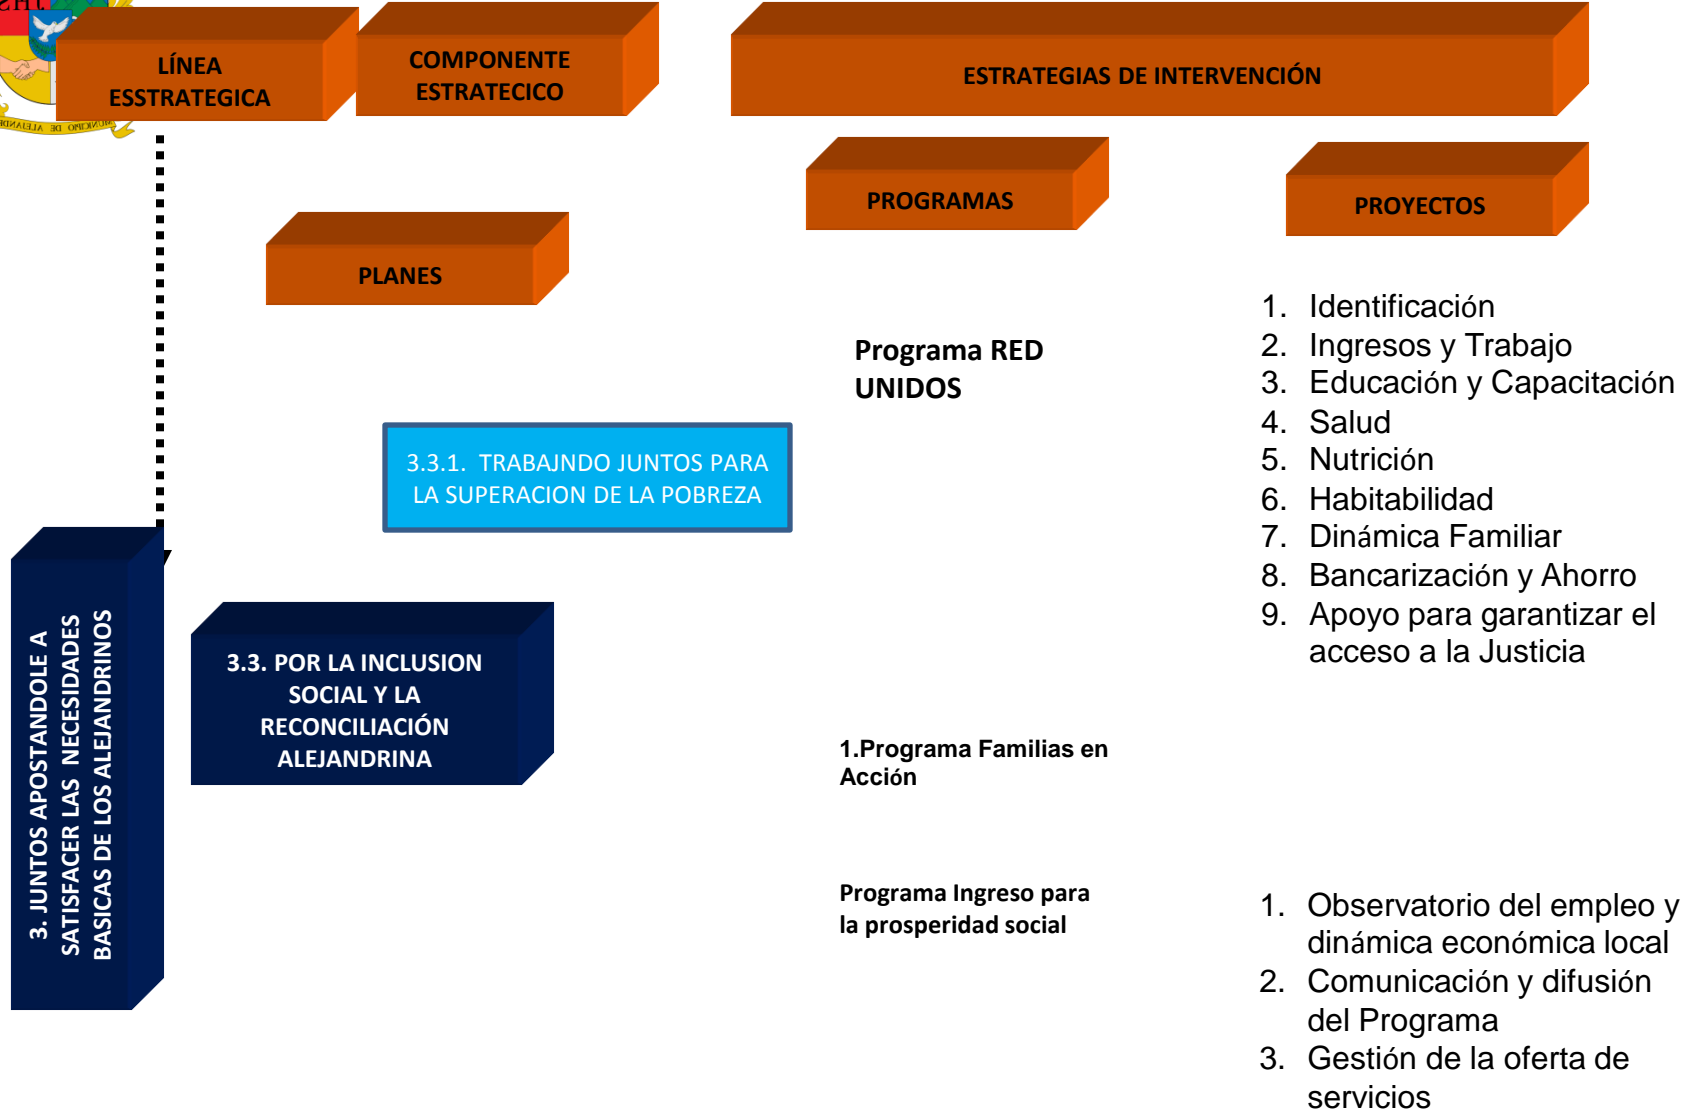 JHS
LÍNEA
ESSTRATEGICA
COMPONENTE
ESTRATECICO
ESTRATEGIAS DE INTERVENCIÓN
PROGRAMAS
PROYECTOS
PLANES
Programa RED
UNIDOS
1. Identificación
2. Ingresos y Trabajo
3. Educación y Capacitación
4. Salud
5. Nutrición
6. Habitabilidad
7. Dinámica Familiar
8. Bancarización y Ahorro
9. Apoyo para garantizar el
acceso a la Justicia
3.3.1. TRABAJNDO JUNTOS PARA
LA SUPERACION DE LA POBREZA
3. JUNTOS APOSTANDOLE A
SATISFACER LAS NECESIDADES
BASICAS DE LOS ALEJANDRINOS
3.3. POR LA INCLUSION
SOCIAL Y LA
RECONCILIACIÓN
ALEJANDRINA
1.Programa Familias en
Acción
Programa Ingreso para
la prosperidad social
1. Observatorio del empleo y
dinámica económica local
2. Comunicación y difusión
del Programa
3. Gestión de la oferta de
servicios